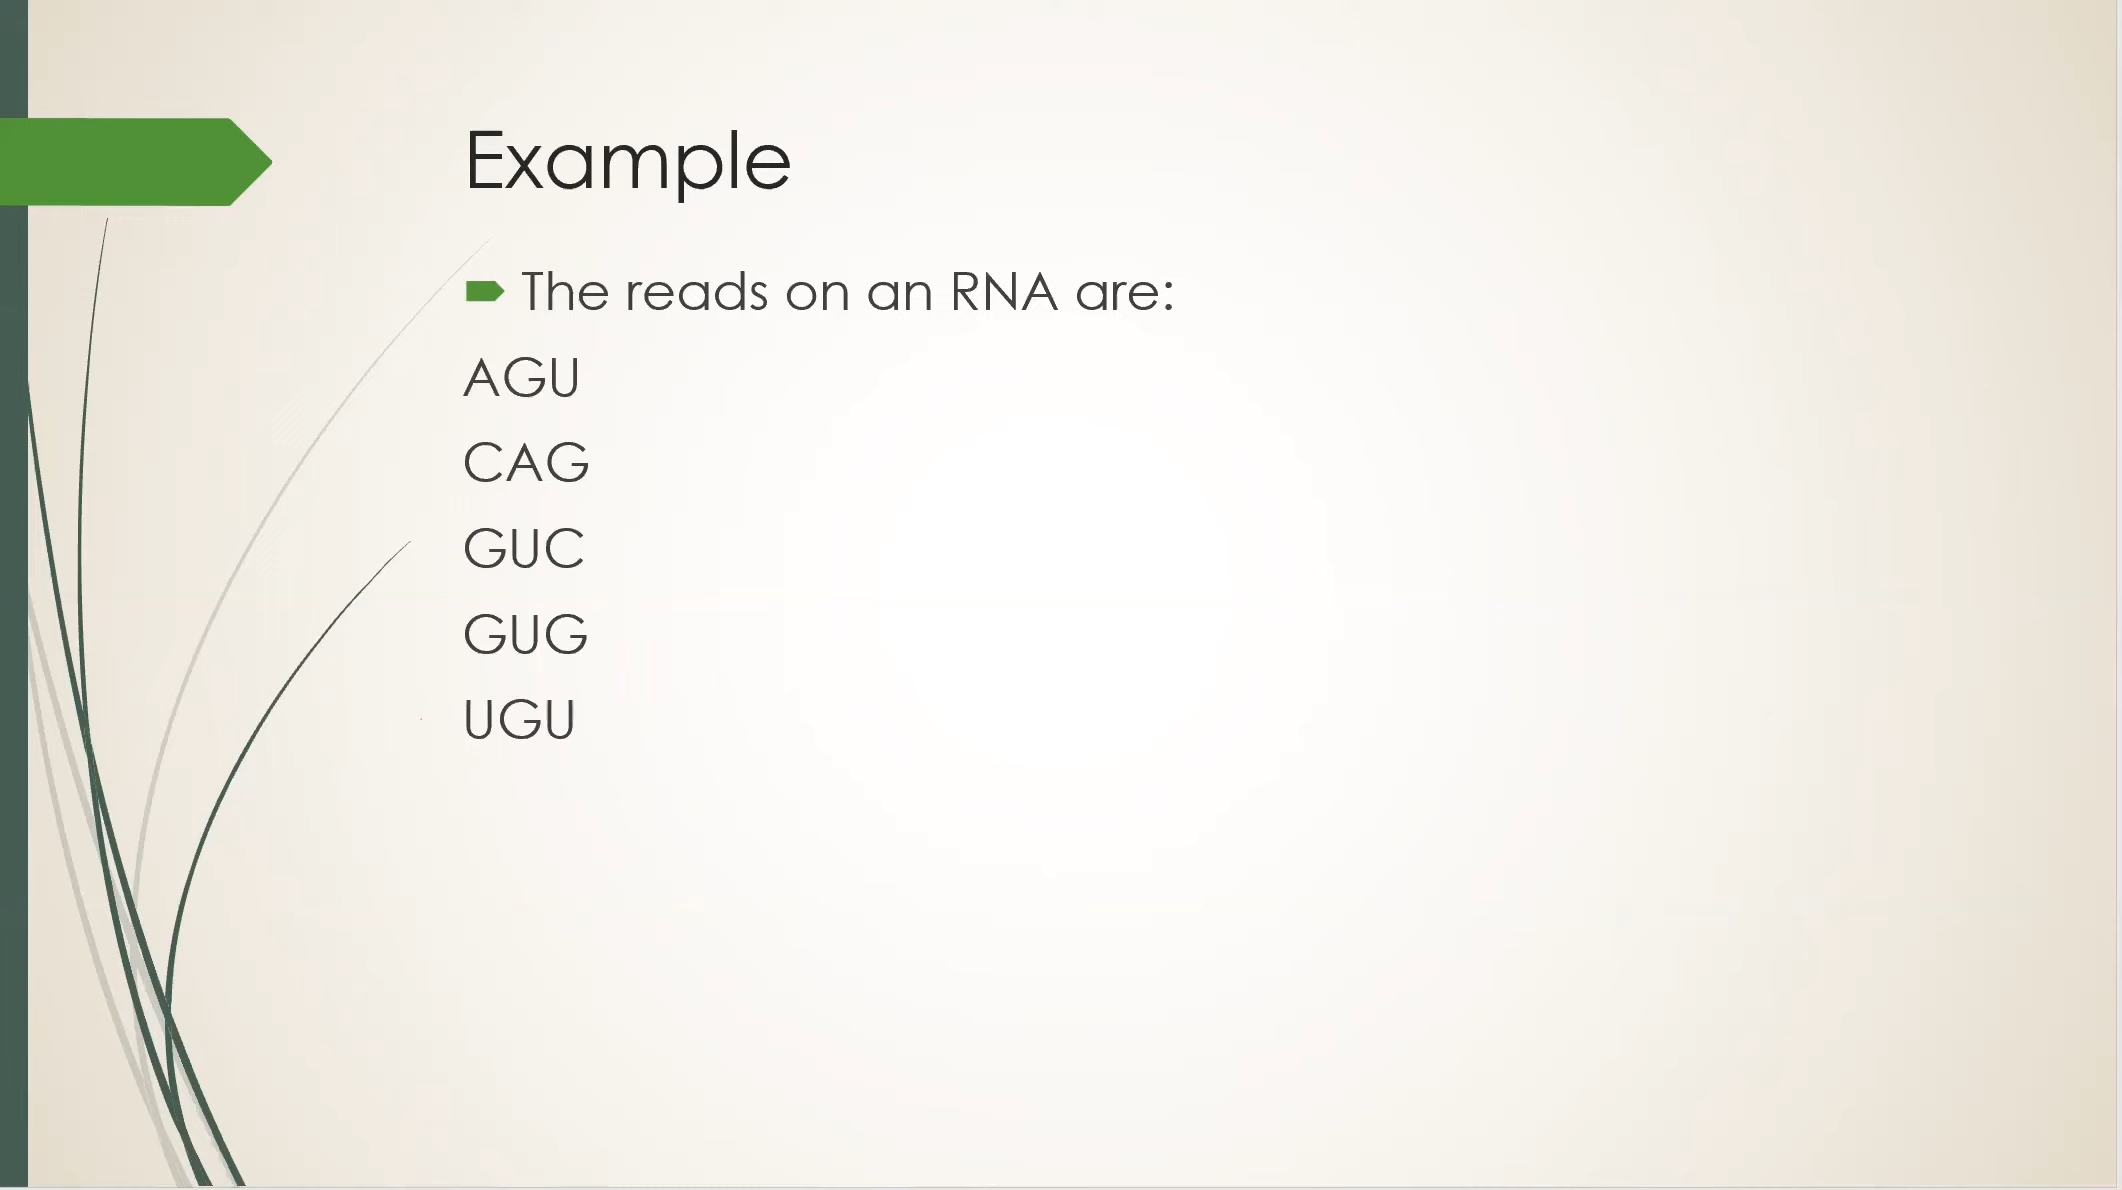 Example
The reads on an RNA are:
AGU
CAG
GUC
GUG
UGU